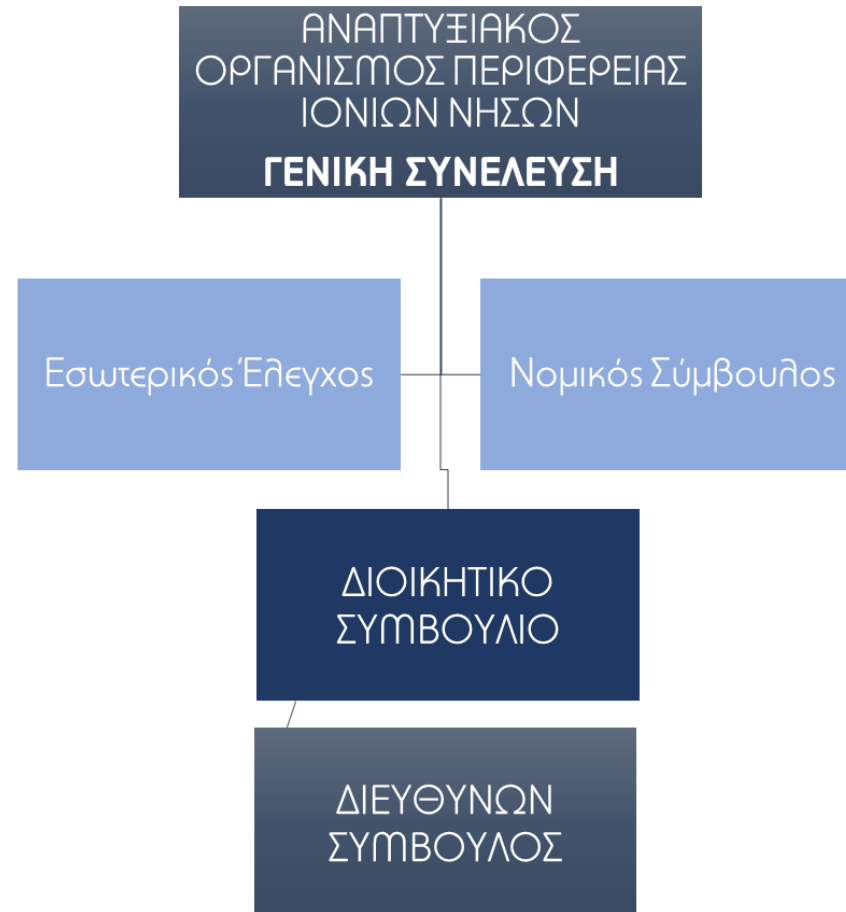 ΑΝΑΠΤΥΞΙΑΚΟΣ
ΟΡΓΑΝΙΣΜΟΣ ΠΕΡΙΦΕΡΕΙΑΣ
ΙΟΝΙΩΝ ΝΗΣΩΝ
ΓΕΝΙΚΗ ΣΥΝΕΛΕΥΣΗ
Εσωτερικός Έλεγχος
Νομικός Σύμβουλος
ΔΙΟΙΚΗΤΙΚΟ
ΣΥΜΒΟΥΛΙΟ
ΔΙΕΥΘΥΝΩΝ
ΣΥΜΒΟΥΛΟΣ